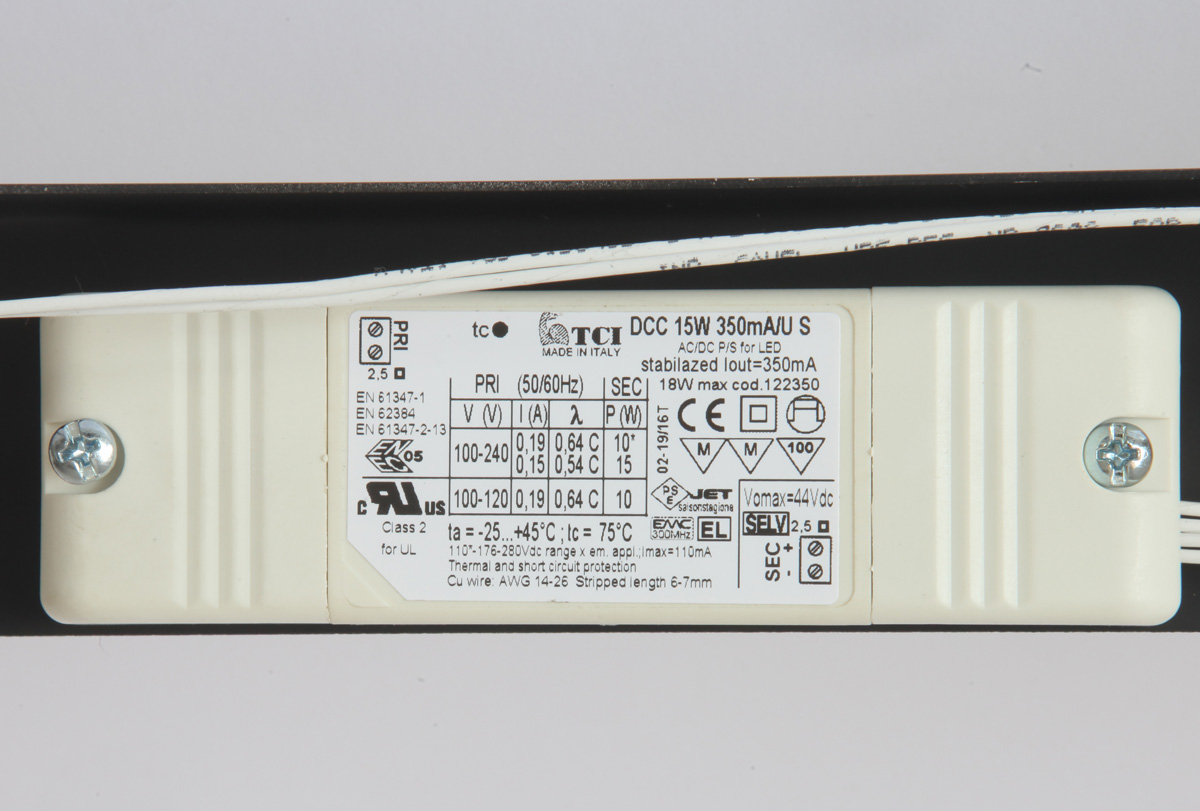 PRI
2,5
tc
TCI
MADE IN ITALY
DCC 15W 350mA/U S
AC/DC P/S for LED
stabilazed Iout=350mA
18W max cod.122350
EN 61347-1
EN 62384
EN 61347-2-13
05
c US
Class 2
for UL
PRI (50/60Hz) SEC
V (V) I (A) λ P (W)
100-240 0,19 0,64 C 10*
0,15 0,54 C 15
100-120 0,19 0,64 C 10
ta = -25...+45°C ; tc = 75°C
110*-176-280Vdc range x em. appl.;Imax=110mA
Thermal and short circuit protection
Cu wire: AWG 14-26 Stripped length 6-7mm
02-19/16T
CE
M M 100
PS
E
JET
EMC
300MHz
EL
Vomax=44Vdc
SELV 2,5
SEC + -